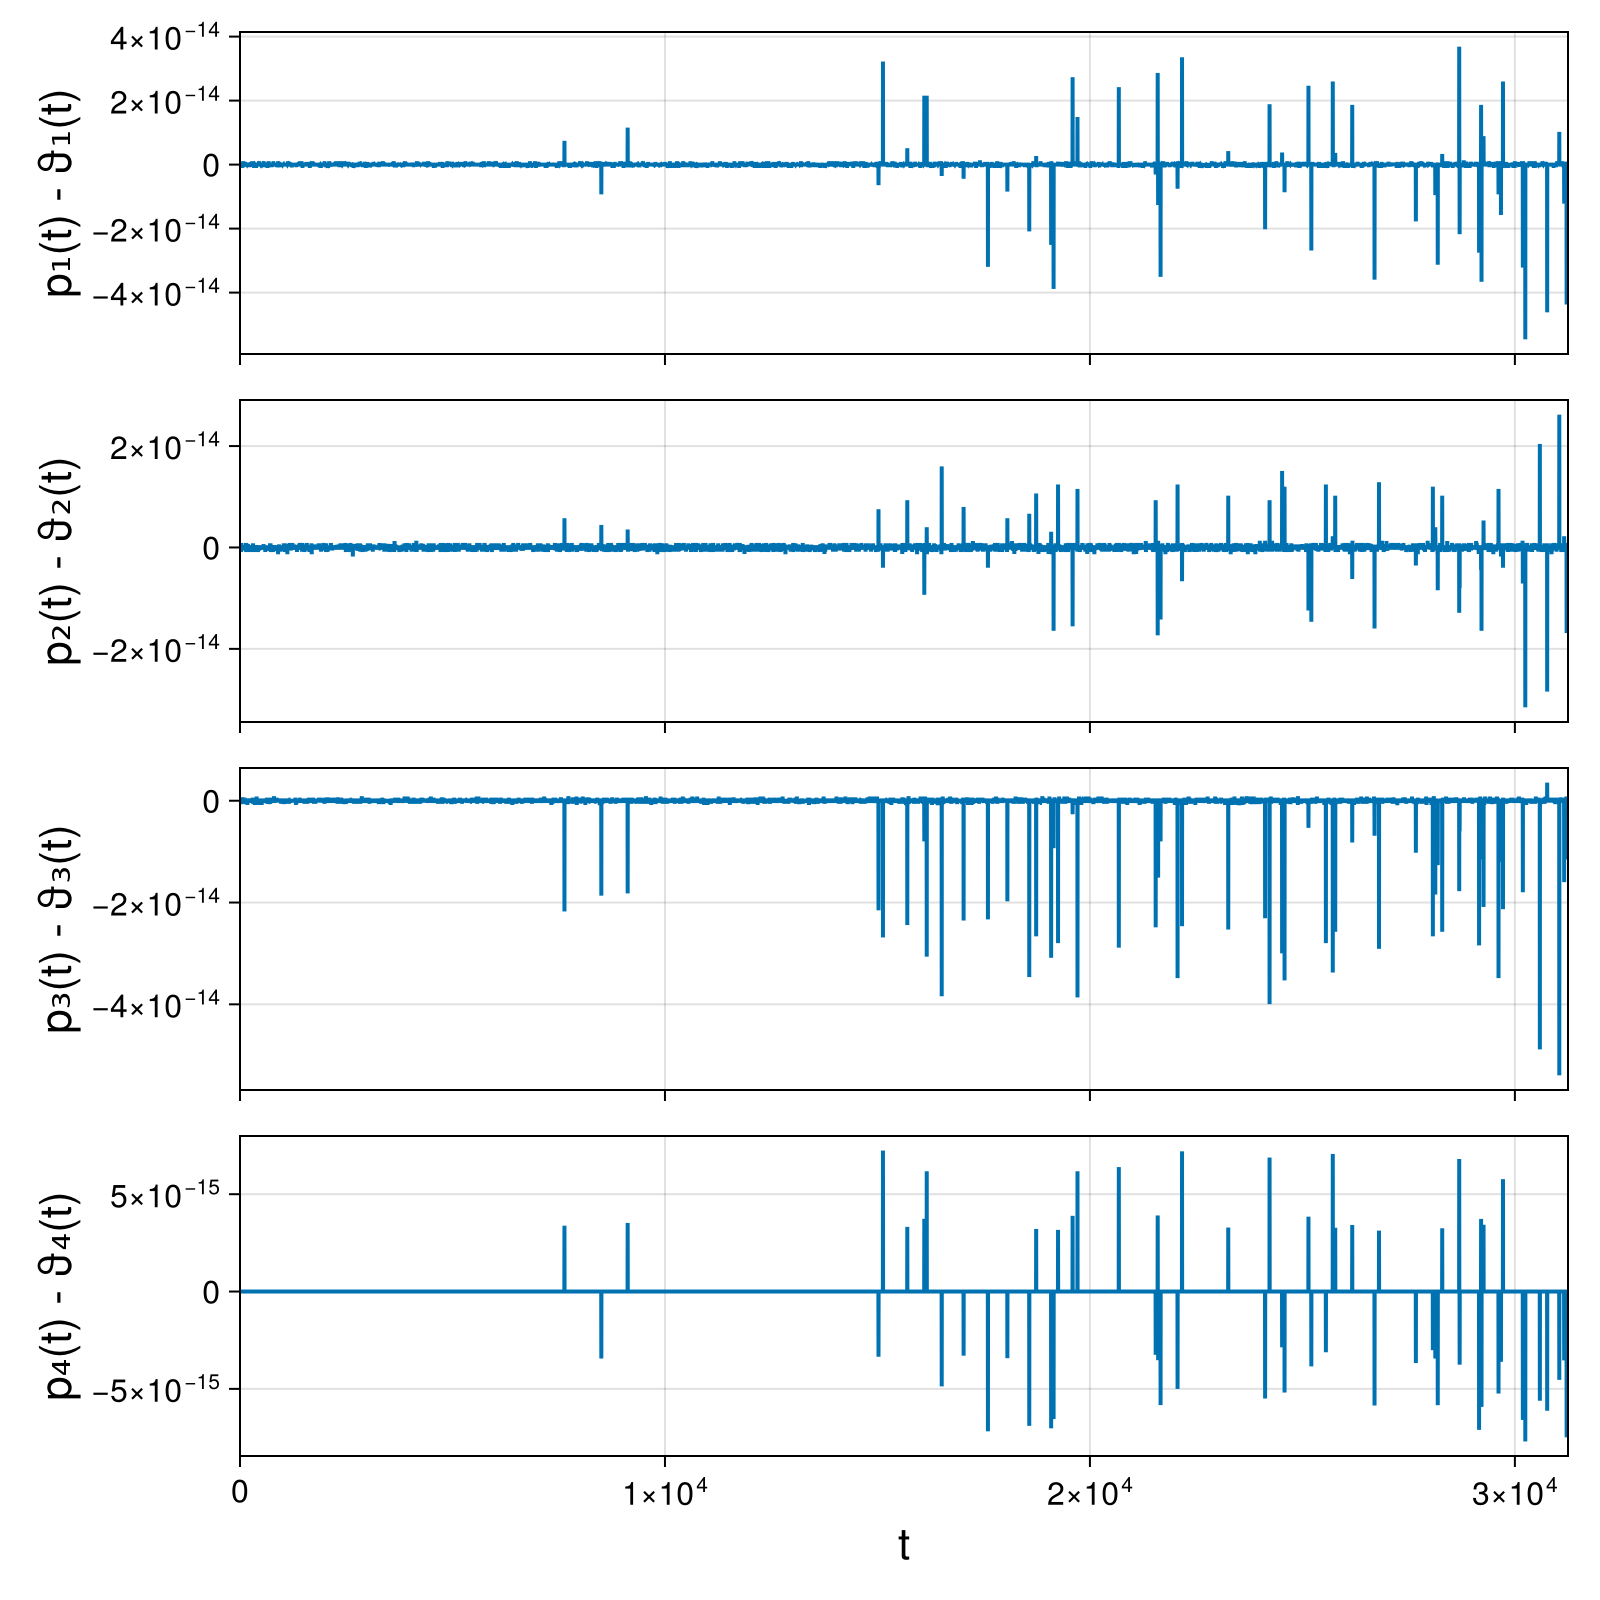 4×10⁻¹⁴
2×10⁻¹⁴
0
−2×10⁻¹⁴
−4×10⁻¹⁴
p₁(t) - ϑ₁(t)
2×10⁻¹⁴
0
−2×10⁻¹⁴
p₂(t) - ϑ₂(t)
0
−2×10⁻¹⁴
−4×10⁻¹⁴
p₃(t) - ϑ₃(t)
5×10⁻¹⁵
0
−5×10⁻¹⁵
p₄(t) - ϑ₄(t)
0 1×10⁴ 2×10⁴ 3×10⁴
t